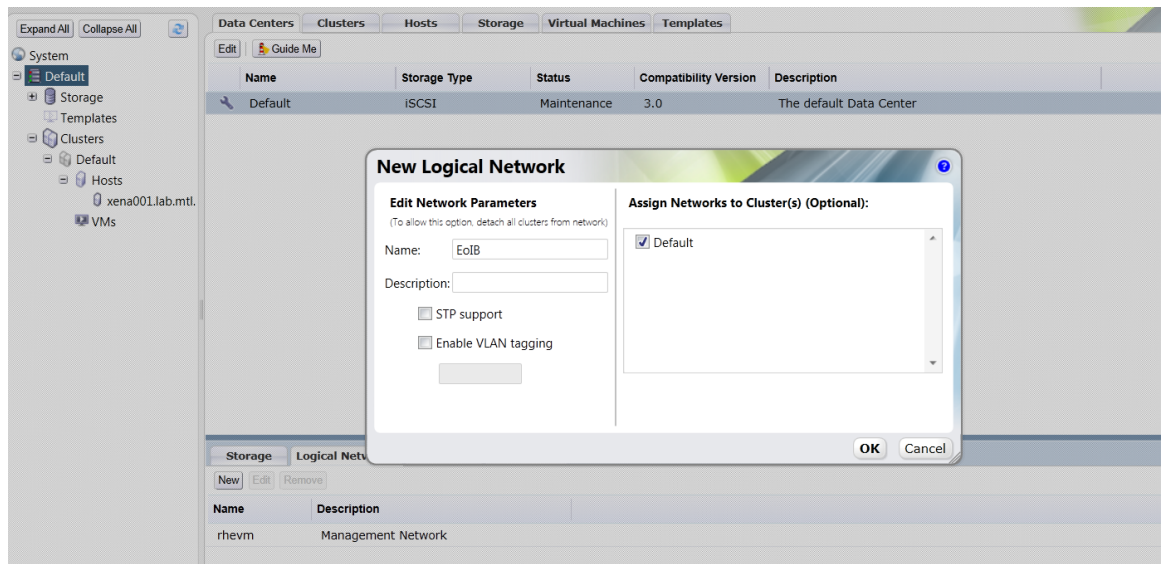 Expand All Collapse All
System
Default
Storage
Templates
Clusters
Default
Hosts
xena001.lab.mtl.
VMs
Data Centers Clusters Hosts Storage Virtual Machines Templates
Edit Guide Me
Name Storage Type Status Compatibility Version Description
Default iSCSI Maintenance 3.0 The default Data Center
New Logical Network ?
Edit Network Parameters
(To allow this option, detach all clusters from network)
Name: EoIB
Description:
STP support
Enable VLAN tagging
Assign Networks to Cluster(s) (Optional):
Default
OK Cancel
Storage Logical Netw
New Edit Remove
Name Description
rhevm Management Network